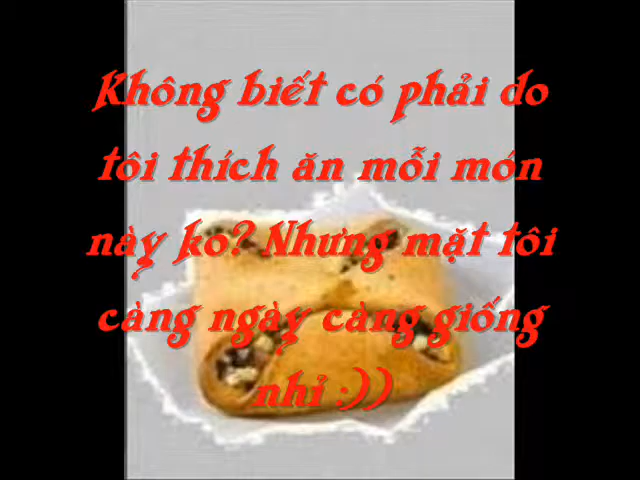 Không biết có phải do
tôi thích ăn mỗi món
này ko? Nhưng mặt tôi
càng ngày càng giống
nhỉ :))